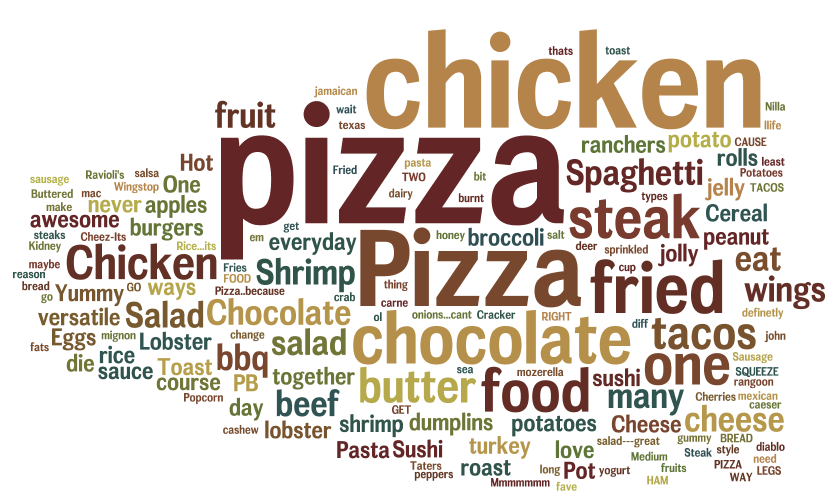 thats toast
chicken
jamaican
Nilla
fruit wait
llife
texas
pizza
ranchers potato CAUSE
Hot Fried pasta
rolls least
Spaghetti
sausage Ravioli's salsa
TWO bit
Potatoes
Wingstop One
types jelly TACOS
Buttered mac
dairy burnt
make never apples
steak Cereal
awesome burgers
get
steaks Cheez-Its
em everyday honey broccoli salt
peanut
Kidney Rice...its
deer sprinkled jolly
maybe Chicken
Pizza
eat
reason Fries Shrimp
cup
FOOD thing
fried
bread GO ways
Pizza..because
wings
go Yummy
crab carne
versatile Salad Chocolate
ol onions...cant Cracker RIGHT
definetly
diff tacos
fats Eggs mignon Lobster change
john
salad chocolate
rice bbq
one Sausage
die sauce Toast
sea mozerella
SQUEEZE
course PB together
butter food sushi
rangoon
Popcorn
many Cherries mexican
day beef
GET
caeser
cashew lobster shrimp dumplins potatoes
Cheese cheese
gummy BREAD
Pasta Sushi turkey love
salad---great
Steak style diablo
Medium
Taters
roast long Pot yogurt fruits
PIZZA need
peppers
LEGS
Mmmmmmm HAM WAY
fave